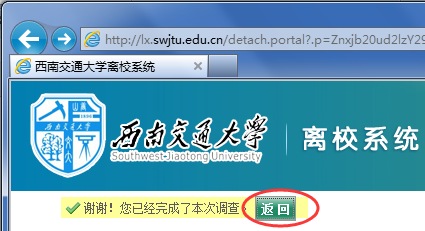 http://lx.swjtu.edu.cn/detach.portal?.p=Znxjb20ud2lzY29
西南交通大学离校系统
西南交通大学
Southwest Jiaotong University
离校系统
谢谢！您已经完成了本次调查。 返回